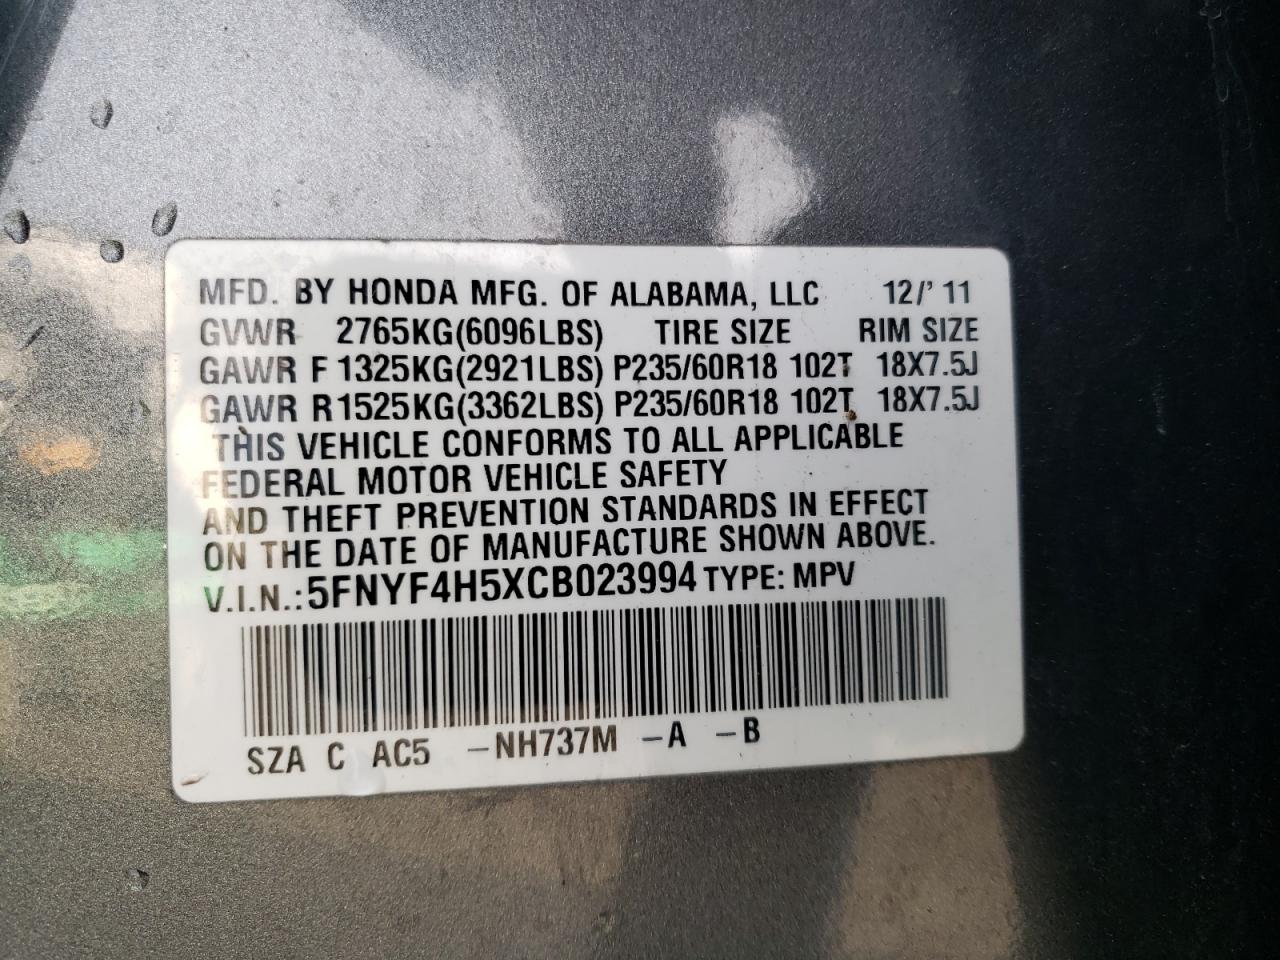 MFD. BY HONDA MFG. OF ALABAMA, LLC 12/' 11
GVWR 2765KG(6096LBS) TIRE SIZE RIM SIZE
GAWR F 1325KG(2921LBS) P235/60R18 102T 18X7.5J
GAWR R1525KG(3362LBS) P235/60R18 102T 18X7.5J
THIS VEHICLE CONFORMS TO ALL APPLICABLE
FEDERAL MOTOR VEHICLE SAFETY
AND THEFT PREVENTION STANDARDS IN EFFECT
ON THE DATE OF MANUFACTURE SHOWN ABOVE.
V.I.N.:5FNYF4H5XCB023994 TYPE: MPV
SZA C AC5 -NH737M -A -B